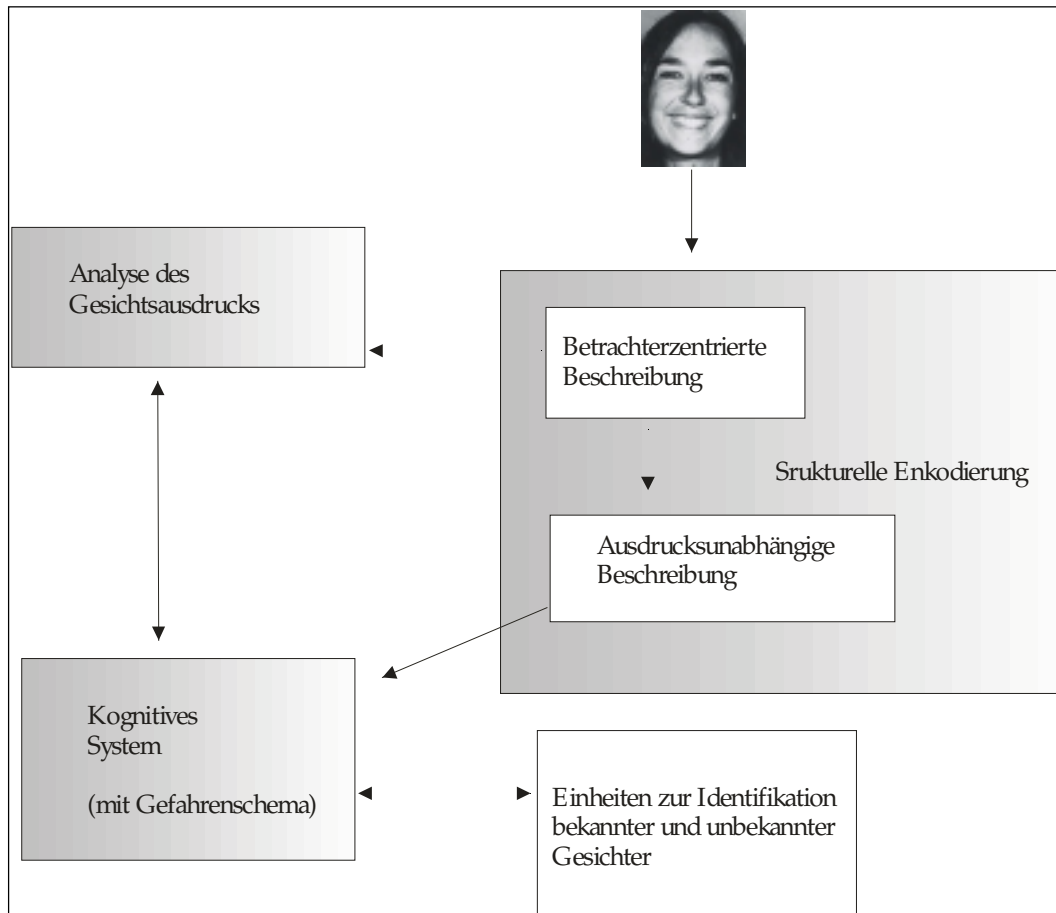 Analyse des
Gesichtsausdrucks
Betrachterzentrierte
Beschreibung
Srukturelle Enkodierung
Ausdrucksunabhängige
Beschreibung
Kognitives
System
(mit Gefahrenschema)
Einheiten zur Identifikation
bekannter und unbekannter
Gesichter